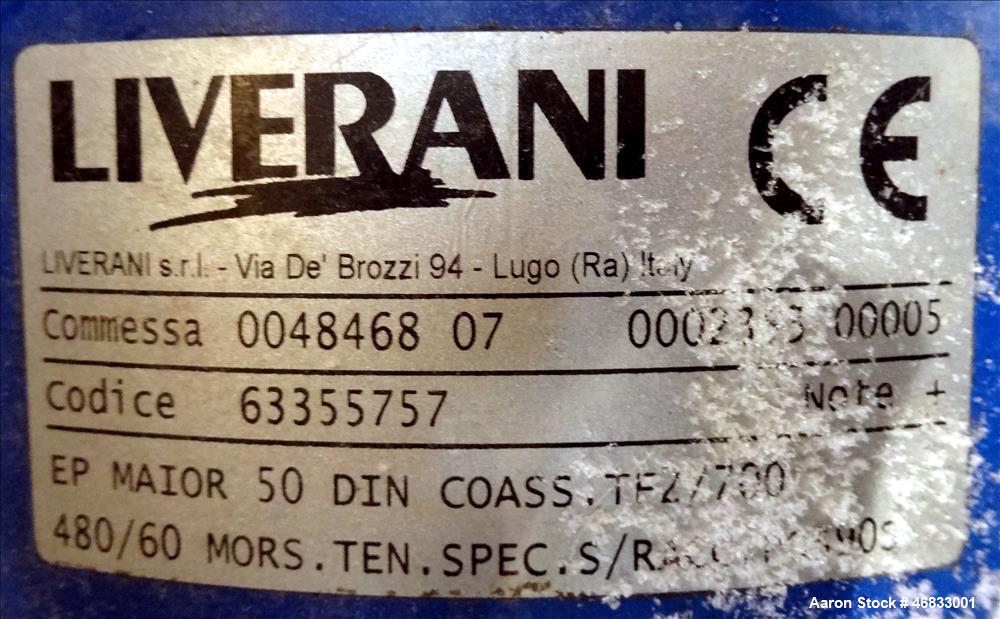 LIVERANI CE
LIVERANI s.r.l. - Via De' Brozzi 94 - Lugo (Ra) Italy
Commessa 0048468 07 00005
Codice 63355757 Note +
EP MAIOR 50 DIN COASS.
480/60 MORS.TEN.SPEC.
Aaron Stock # 46833001